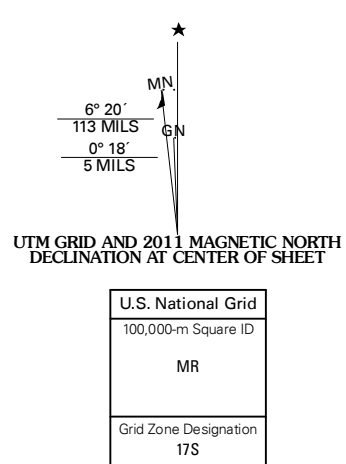 ★
M.N.
6° 20´
113 MILS
GN
0° 18´
5 MILS
UTM GRID AND 2011 MAGNETIC NORTH
DECLINATION AT CENTER OF SHEET
U.S. National Grid
100,000-m Square ID
MR
Grid Zone Designation
17S